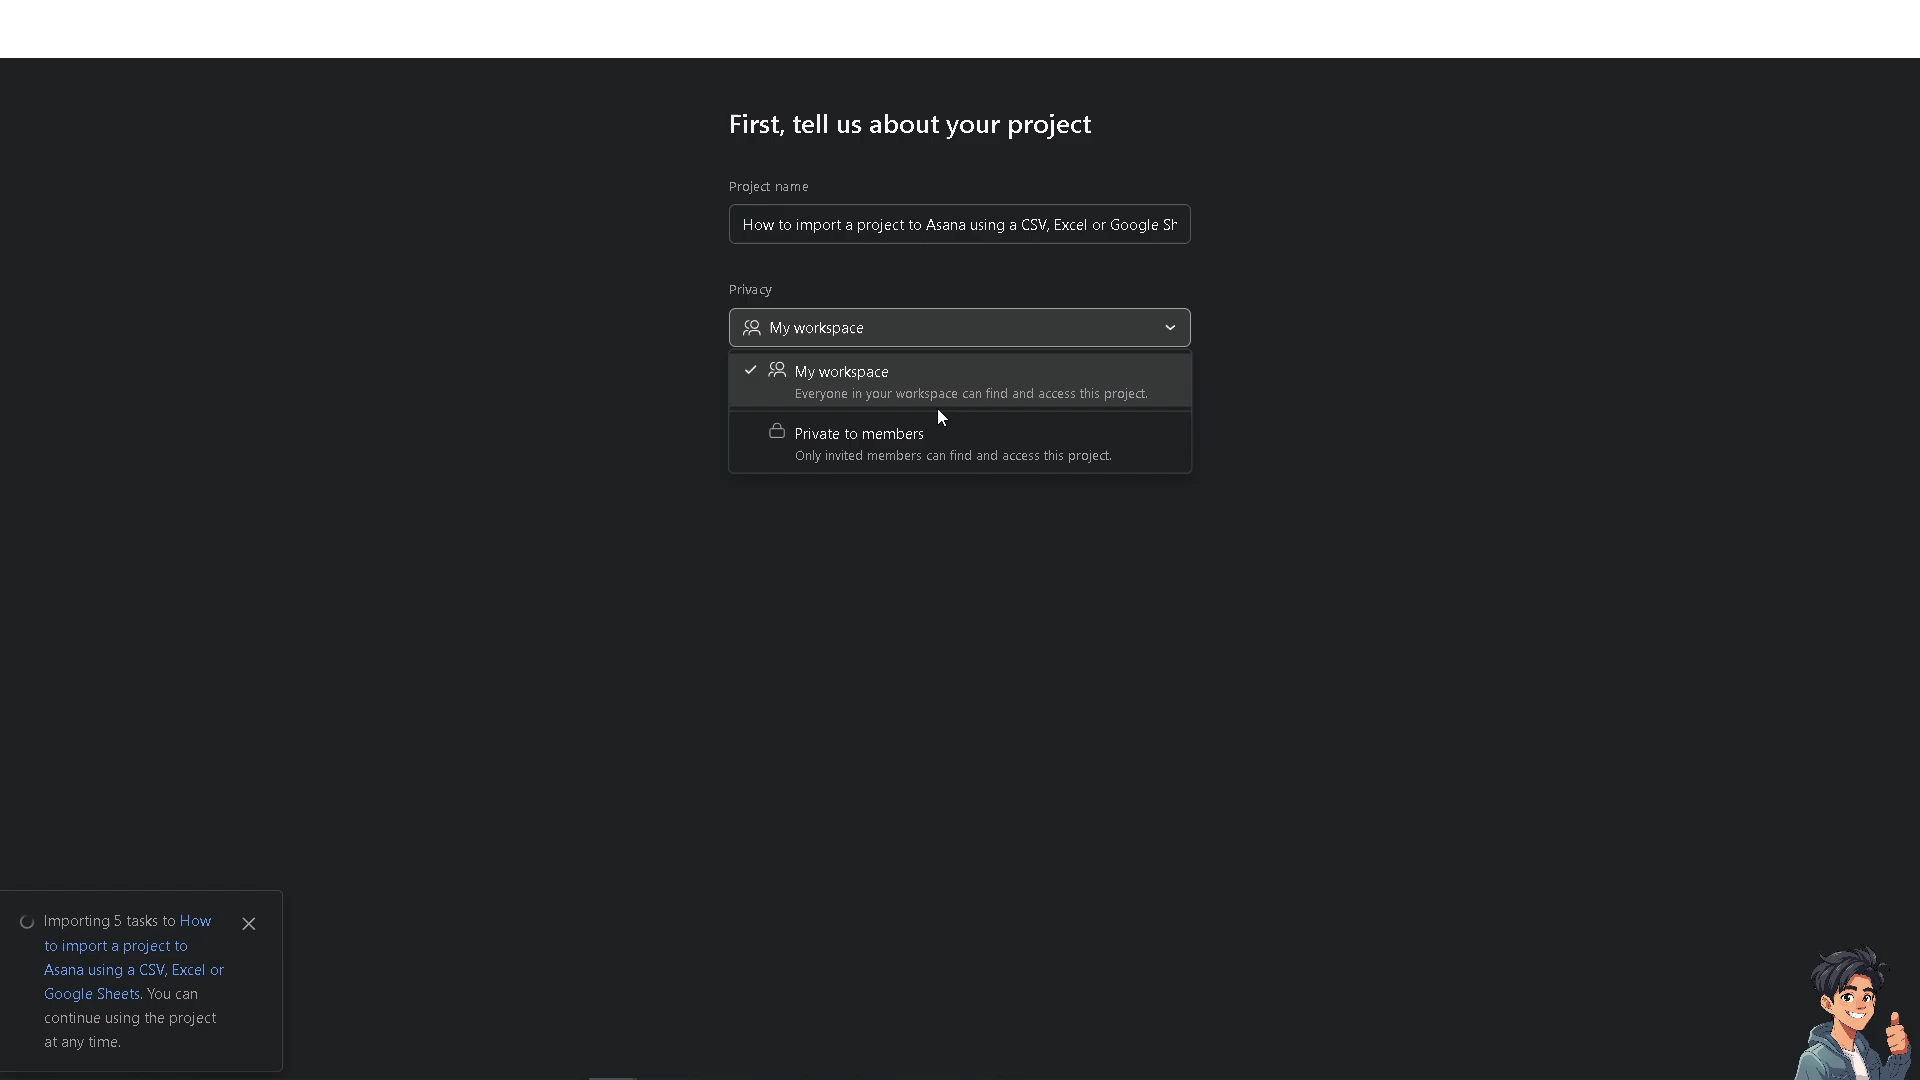 First, tell us about your project
Project name
How to import a project to Asana using a CSV, Excel or Google Sh
Privacy
My workspace
My workspace
Everyone in your workspace can find and access this project.
Private to members
Only invited members can find and access this project.
Importing 5 tasks to How
to import a project to
Asana using a CSV, Excel or
Google Sheets. You can
continue using the project
at any time.